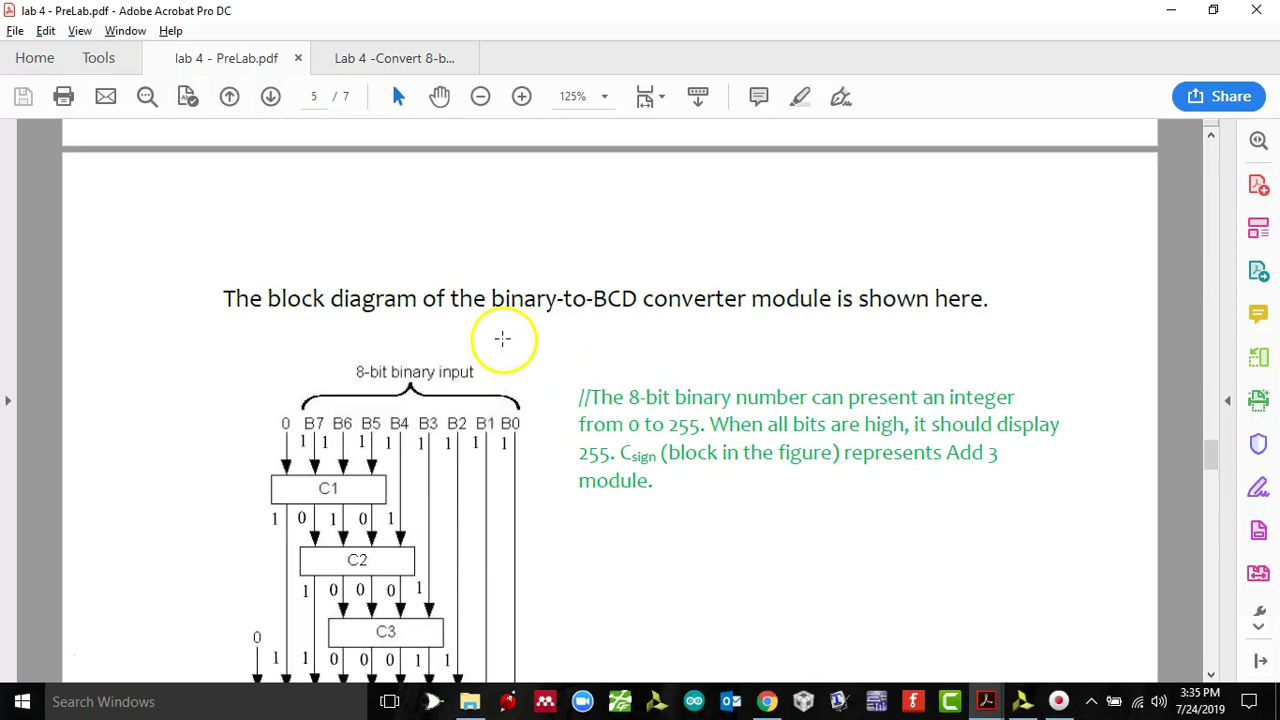 lab 4 - PreLab.pdf - Adobe Acrobat Pro DC
File Edit View Window Help
Home Tools lab 4 - PreLab.pdf × Lab 4 -Convert 8-b...
5 / 7 125% Share
The block diagram of the binary-to-BCD converter module is shown here.
8-bit binary input
//The 8-bit binary number can present an integer
from 0 to 255. When all bits are high, it should display
255. Csign (block in the figure) represents Add 3
module.
0 B7 B6 B5 B4 B3 B2 B1 B0
1 1 1 1 1 1 1 1
C1
1 0 1 0 1
C2
1 0 0 0 1
C3
0
1 1 0 0 0 1 1
Search Windows
3:35 PM
7/24/2019